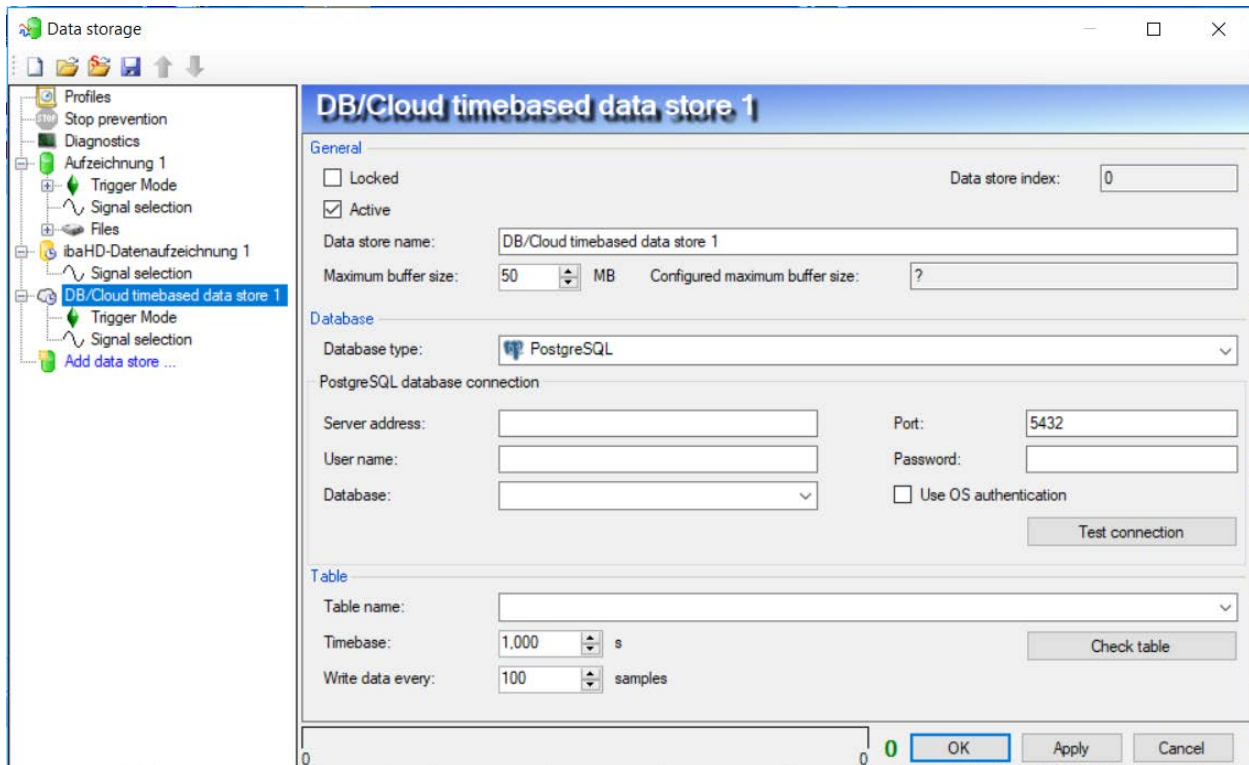 Data storage
Profiles
STOP Stop prevention
Diagnostics
Aufzeichnung 1
Trigger Mode
Signal selection
Files
ibaHD-Datenaufzeichnung 1
Signal selection
DB/Cloud timebased data store 1
Trigger Mode
Signal selection
Add data store ...
DB/Cloud timebased data store 1
General
Locked Data store index: 0
Active
Data store name: DB/Cloud timebased data store 1
Maximum buffer size: 50 MB Configured maximum buffer size: ?
Database
Database type: PostgreSQL
PostgreSQL database connection
Server address: Port: 5432
User name: Password:
Database: Use OS authentication
Test connection
Table
Table name:
Timebase: 1,000 s Check table
Write data every: 100 samples
0 0 0 OK Apply Cancel